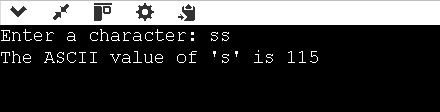 Enter a character: ss
The ASCII value of 's' is 115